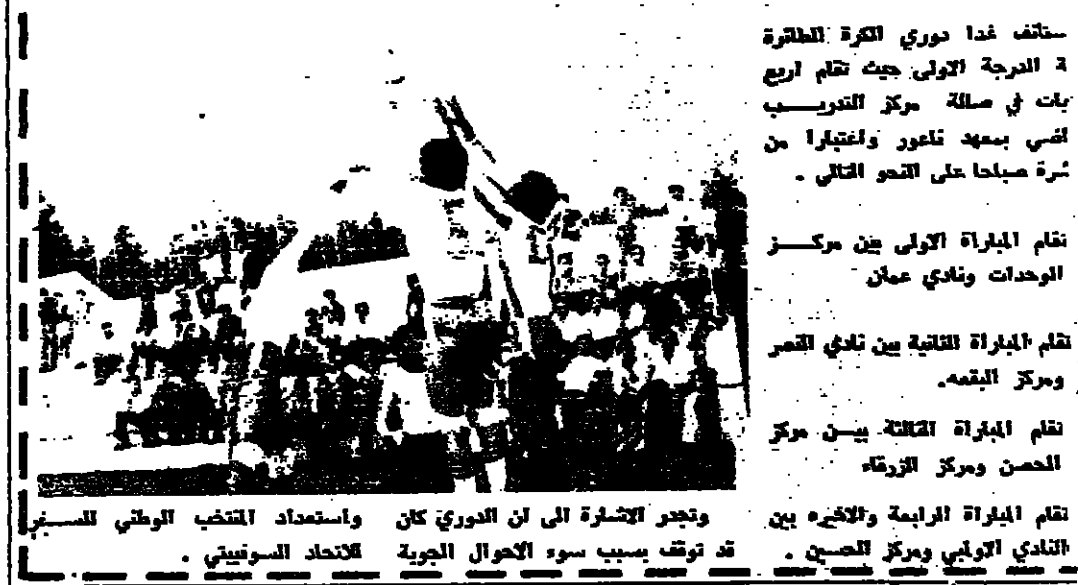 ستأنف غدا دوري الكرة الطائرة
ة الدرجة الاولى حيث تقام اربع
بات في صالة مركز التدريب
اضي بمعهد ناعور واعتبارا من
شرة صباحا على النحو التالي .
تقام المباراة الاولى بين مركز
الوحدات ونادي عمان
تقام المباراة الثانية بين نادي النصر
ومركز البقعه.
تقام المباراة الثالثة بين مركز
الحصن ومركز الزرقاء
تقام المباراة الرابعة والاخيره بين
النادي الاولمبي ومركز الحسين .
وتجدر الاشارة الى ان الدوري كان
قد توقف بسبب سوء الاحوال الجوية
واستعداد المنتخب الوطني للسفر
للاتحاد السوفييتي .